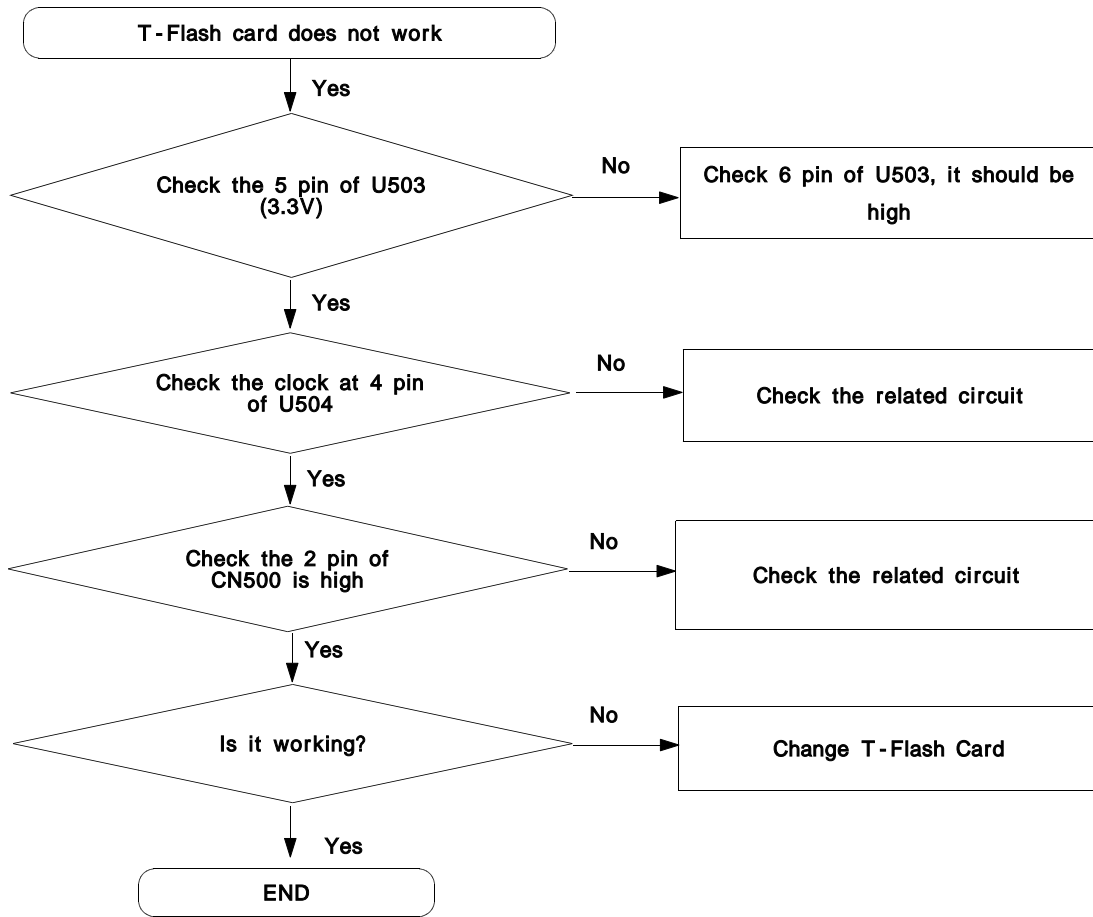 T-Flash card does not work
Yes
Check the 5 pin of U503
(3.3V)
No
Check 6 pin of U503, it should be
high
Yes
Check the clock at 4 pin
of U504
No
Check the related circuit
Yes
Check the 2 pin of
CN500 is high
No
Check the related circuit
Yes
Is it working?
No
Change T-Flash Card
Yes
END